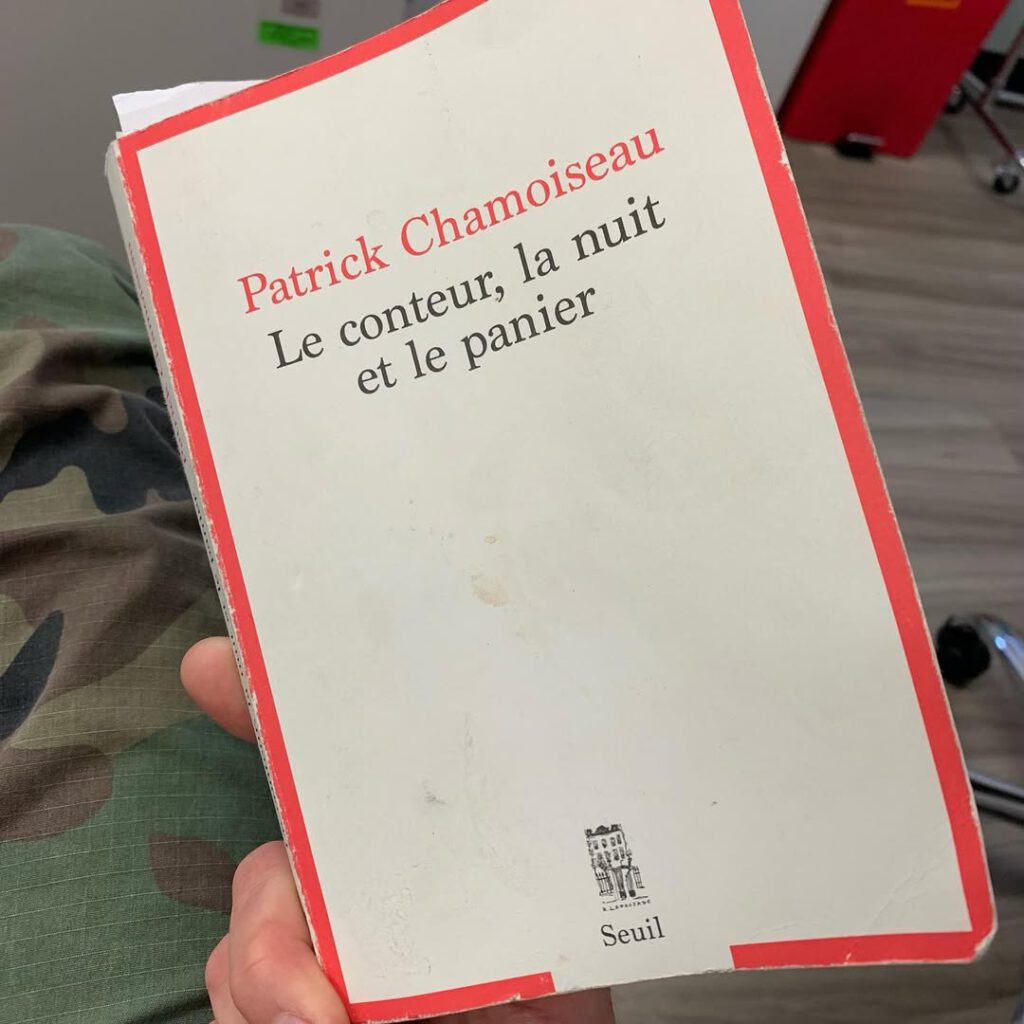 Patrick Chamoiseau
Le conteur, la nuit
et le panier
Seuil